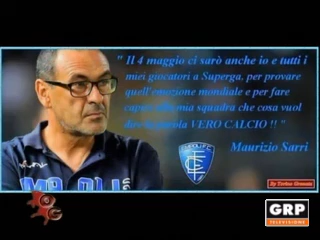 " Il 4 maggio ci sarò anche io e tutti i
miei giocatori a Superga, per provare
quell'emozione mondiale e per fare
capire alla mia squadra che cosa vuol
dire la parola VERO CALCIO !! "
Maurizio Sarri
EMPOLI F.C.
By Torino Granata
GRP
TELEVISIONE